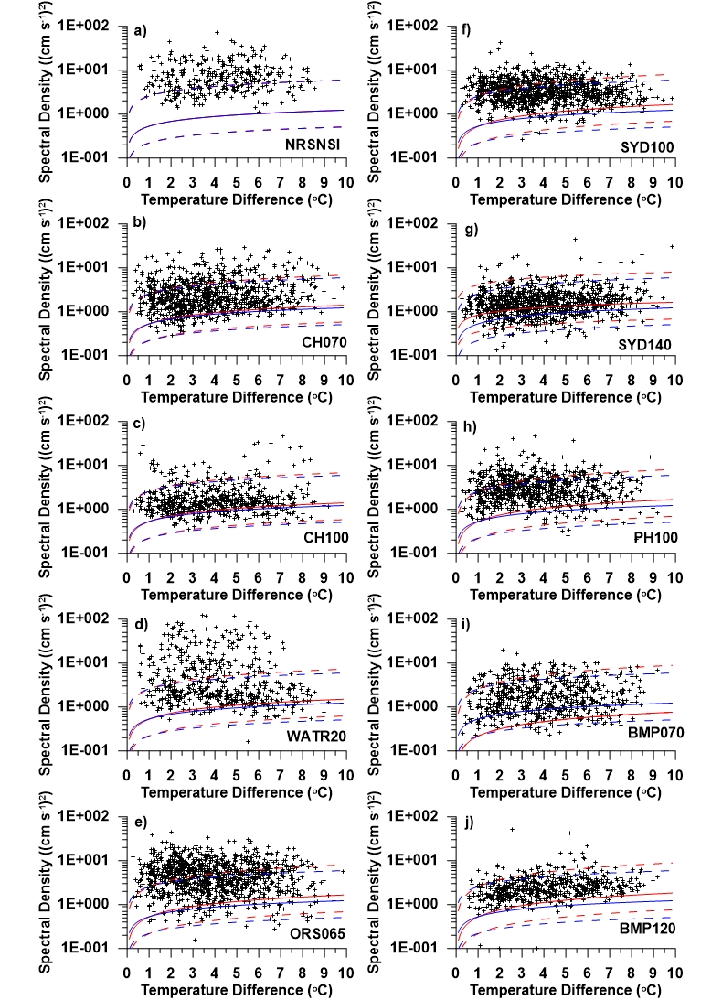 a)
Spectral Density ((cm s⁻¹)²)
1E+002
1E+001
1E+000
1E-001
NRSNSI
0 1 2 3 4 5 6 7 8 9 10
Temperature Difference (°C)
f)
Spectral Density ((cm s⁻¹)²)
1E+002
1E+001
1E+000
1E-001
SYD100
0 1 2 3 4 5 6 7 8 9 10
Temperature Difference (°C)
b)
Spectral Density ((cm s⁻¹)²)
1E+002
1E+001
1E+000
1E-001
CH070
0 1 2 3 4 5 6 7 8 9 10
Temperature Difference (°C)
g)
Spectral Density ((cm s⁻¹)²)
1E+002
1E+001
1E+000
1E-001
SYD140
0 1 2 3 4 5 6 7 8 9 10
Temperature Difference (°C)
c)
Spectral Density ((cm s⁻¹)²)
1E+002
1E+001
1E+000
1E-001
CH100
0 1 2 3 4 5 6 7 8 9 10
Temperature Difference (°C)
h)
Spectral Density ((cm s⁻¹)²)
1E+002
1E+001
1E+000
1E-001
PH100
0 1 2 3 4 5 6 7 8 9 10
Temperature Difference (°C)
d)
Spectral Density ((cm s⁻¹)²)
1E+002
1E+001
1E+000
1E-001
WATR20
0 1 2 3 4 5 6 7 8 9 10
Temperature Difference (°C)
i)
Spectral Density ((cm s⁻¹)²)
1E+002
1E+001
1E+000
1E-001
BMP070
0 1 2 3 4 5 6 7 8 9 10
Temperature Difference (°C)
e)
Spectral Density ((cm s⁻¹)²)
1E+002
1E+001
1E+000
1E-001
ORS065
0 1 2 3 4 5 6 7 8 9 10
Temperature Difference (°C)
j)
Spectral Density ((cm s⁻¹)²)
1E+002
1E+001
1E+000
1E-001
BMP120
0 1 2 3 4 5 6 7 8 9 10
Temperature Difference (°C)